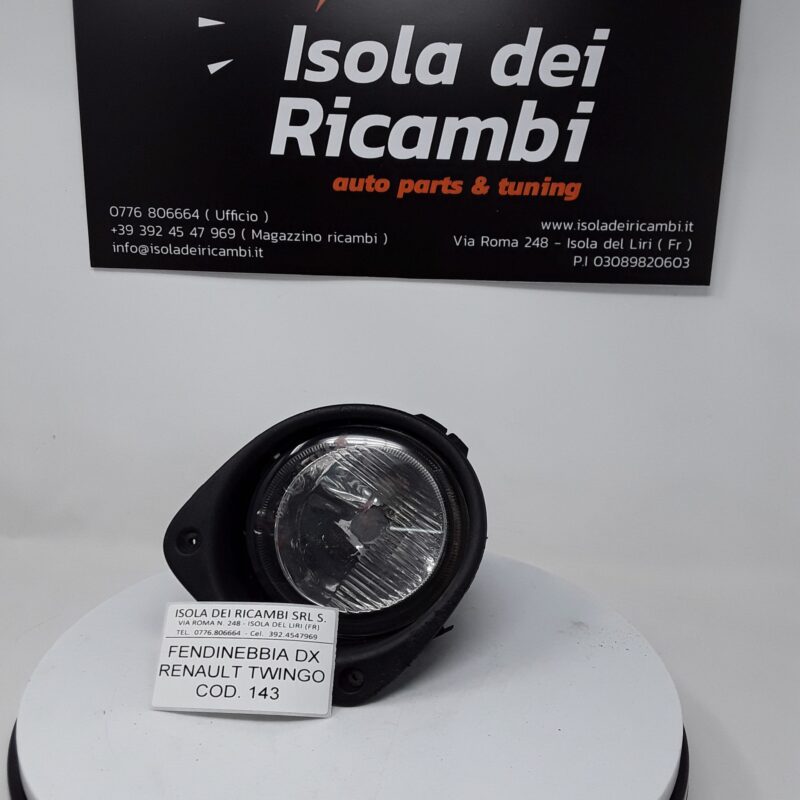 Isola dei
Ricambi
auto parts & tuning
0776 806664 ( Ufficio )
+39 392 45 47 969 ( Magazzino ricambi )
info@isoladeiricambi.it
www.isoladeiricambi.it
Via Roma 248 - Isola del Liri ( Fr )
P.I 03089820603
ISOLA DEI RICAMBI SRL S.
VIA ROMA N. 248 - ISOLA DEL LIRI (FR)
TEL. 0776.806664 - Cel. 392.4547969
FENDINEBBIA DX
RENAULT TWINGO
COD. 143